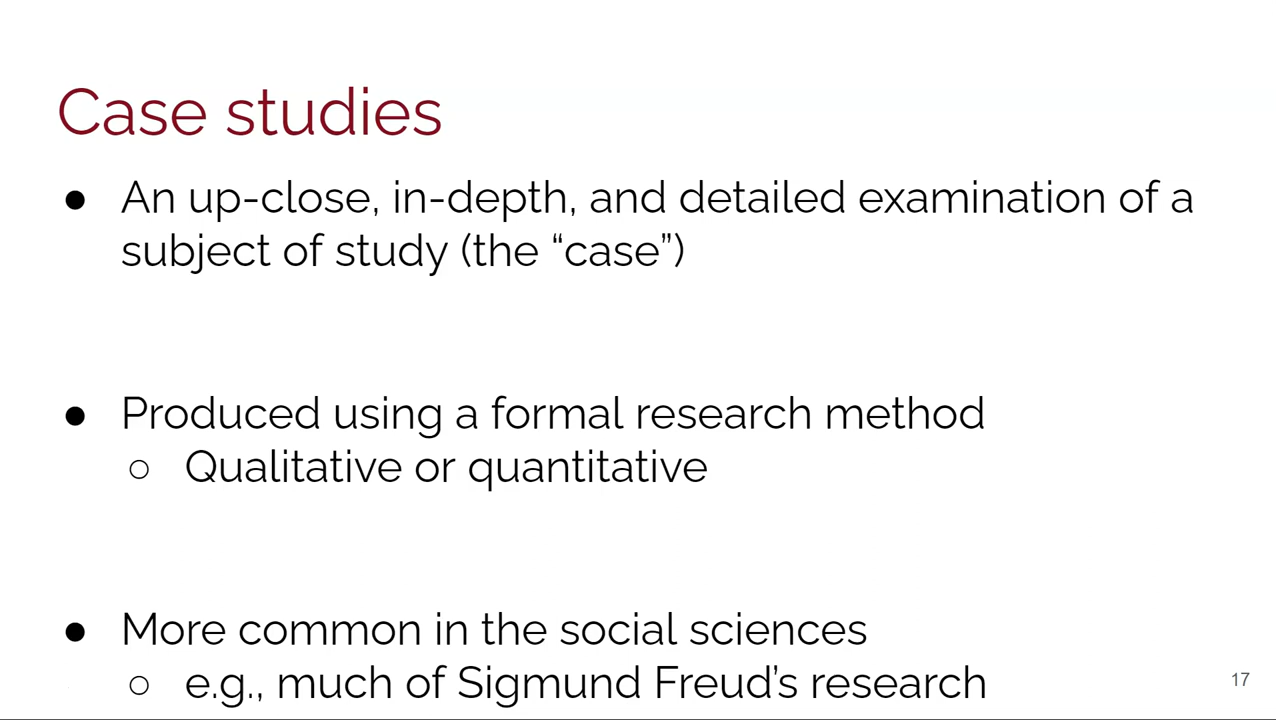 Case studies
● An up-close, in-depth, and detailed examination of a
subject of study (the “case”)
● Produced using a formal research method
○ Qualitative or quantitative
● More common in the social sciences
○ e.g., much of Sigmund Freud’s research
17